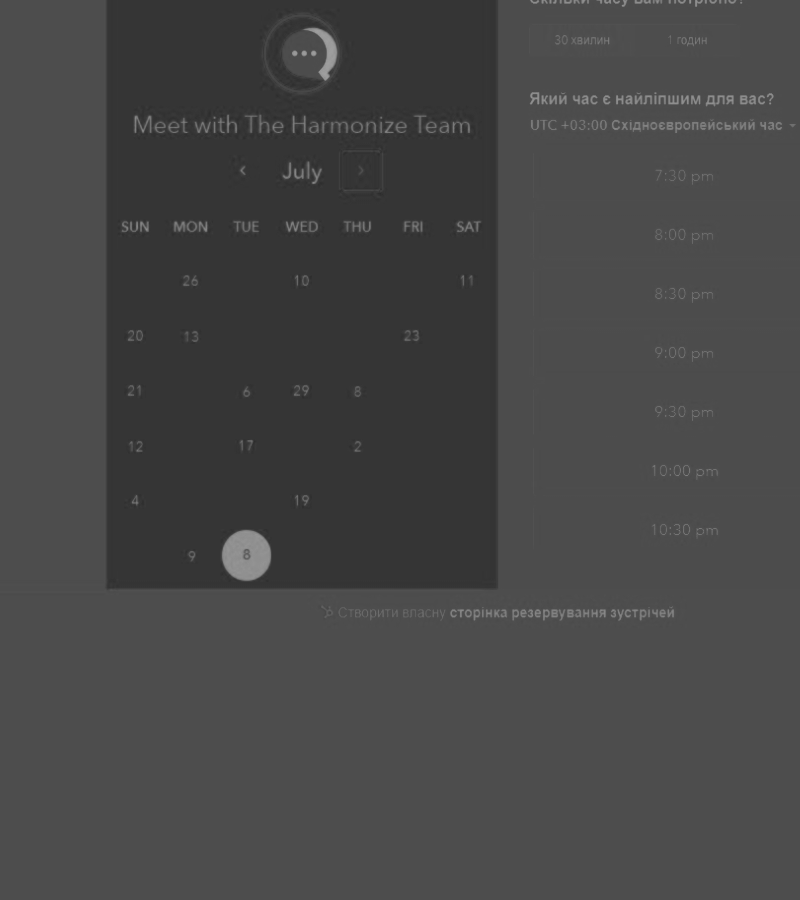 Скільки часу вам потрібно?
30 хвилин 1 годин
Meet with The Harmonize Team
Який час є найліпшим для вас?
UTC +03:00 Східноєвропейський час
July
SUN MON TUE WED THU FRI SAT
26 10 11
20 13 23
21 6 29 8
12 17 2
4 19
9 8
7:30 pm
8:00 pm
8:30 pm
9:00 pm
9:30 pm
10:00 pm
10:30 pm
Створити власну сторінка резервування зустрічей